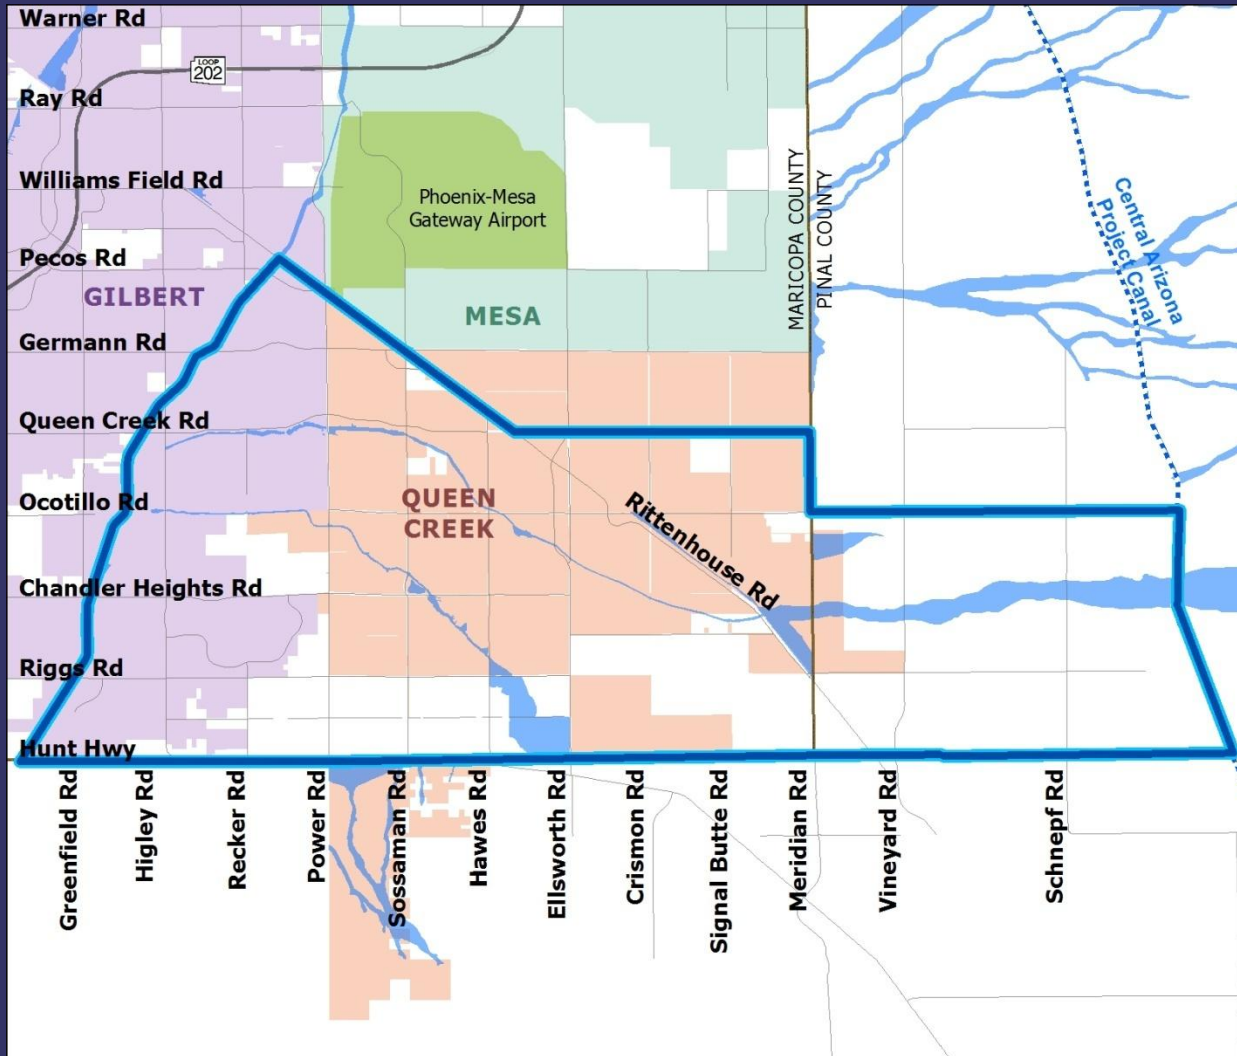 Warner Rd
LOOP
202
Ray Rd
Williams Field Rd
Phoenix-Mesa
Gateway Airport
MARICOPA COUNTY
PINAL COUNTY
Central Arizona
Project Canal
Pecos Rd
GILBERT
MESA
Germann Rd
Queen Creek Rd
QUEEN
CREEK
Ocotillo Rd
Rittenhouse Rd
Chandler Heights Rd
Riggs Rd
Hunt Hwy
Greenfield Rd
Higley Rd
Recker Rd
Power Rd
Sossaman Rd
Hawes Rd
Ellsworth Rd
Crismon Rd
Signal Butte Rd
Meridian Rd
Vineyard Rd
Schnepf Rd